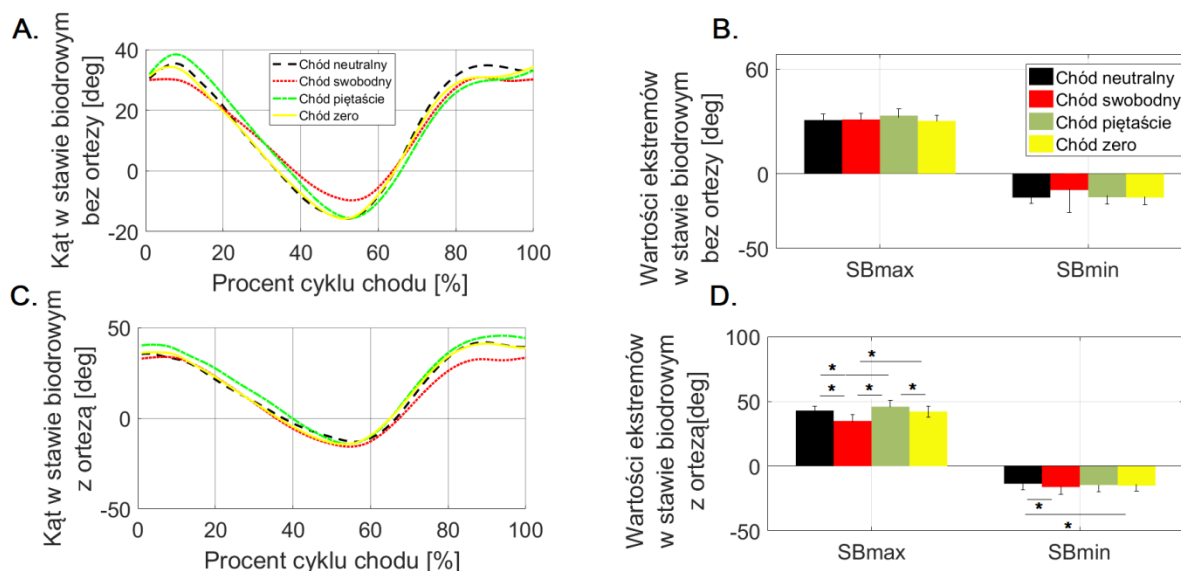 A.
Kąt w stawie biodrowym
bez ortezy [deg]
40
20
0
-20
Chód neutralny
Chód swobodny
Chód piętaście
Chód zero
0
20
40
60
80
100
Procent cyklu chodu [%]
B.
Wartości ekstremów
w stawie biodrowym
bez ortezy [deg]
60
0
-50
Chód neutralny
Chód swobodny
Chód piętaście
Chód zero
SBmax
SBmin
C.
Kąt w stawie biodrowym
z ortezą [deg]
50
0
-50
0
20
40
60
80
100
Procent cyklu chodu [%]
D.
Wartości ekstremów
w stawie biodrowym
z ortezą[deg]
100
50
0
-50
*
*
*
*
*
*
*
SBmax
SBmin